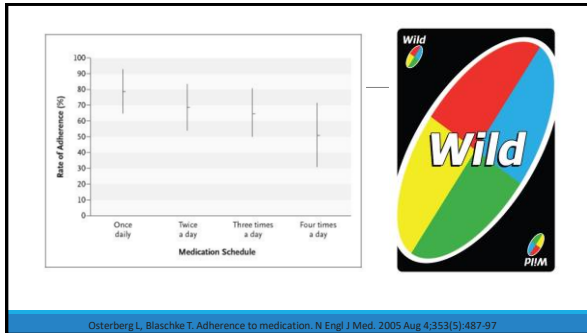 100
90
80
70
60
50
40
30
20
10
0
Rate of Adherence (%)
Once daily
Twice a day
Three times a day
Four times a day
Medication Schedule
Wild
Wild
Wild
Osterberg L, Blaschke T. Adherence to medication. N Engl J Med. 2005 Aug 4;353(5):487-97